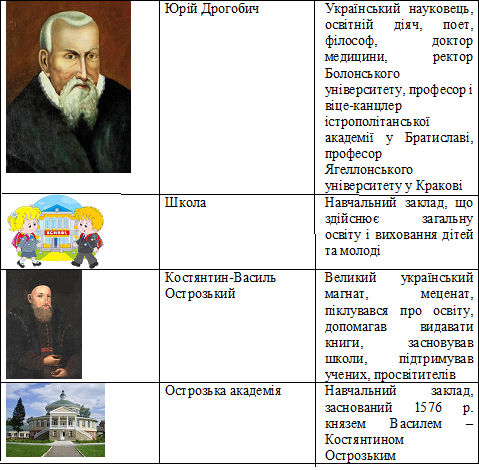 Юрій Дрогобич
Український науковець,
освітній діяч, поет,
філософ, доктор
медицини, ректор
Болонського
університету, професор і
віце-канцлер
істрополітанської
академії у Братиславі,
професор
Ягеллонського
університету у Кракові
SCHOOL
Школа
Навчальний заклад, що
здійснює загальну
освіту і виховання дітей
та молоді
Костянтин-Василь
Острозький
Великий український
магнат, меценат,
піклувався про освіту,
допомагав видавати
книги, засновував
школи, підтримував
учених, просвітителів
Острозька академія
Навчальний заклад,
заснований 1576 р.
князем Василем –
Костянтином
Острозьким